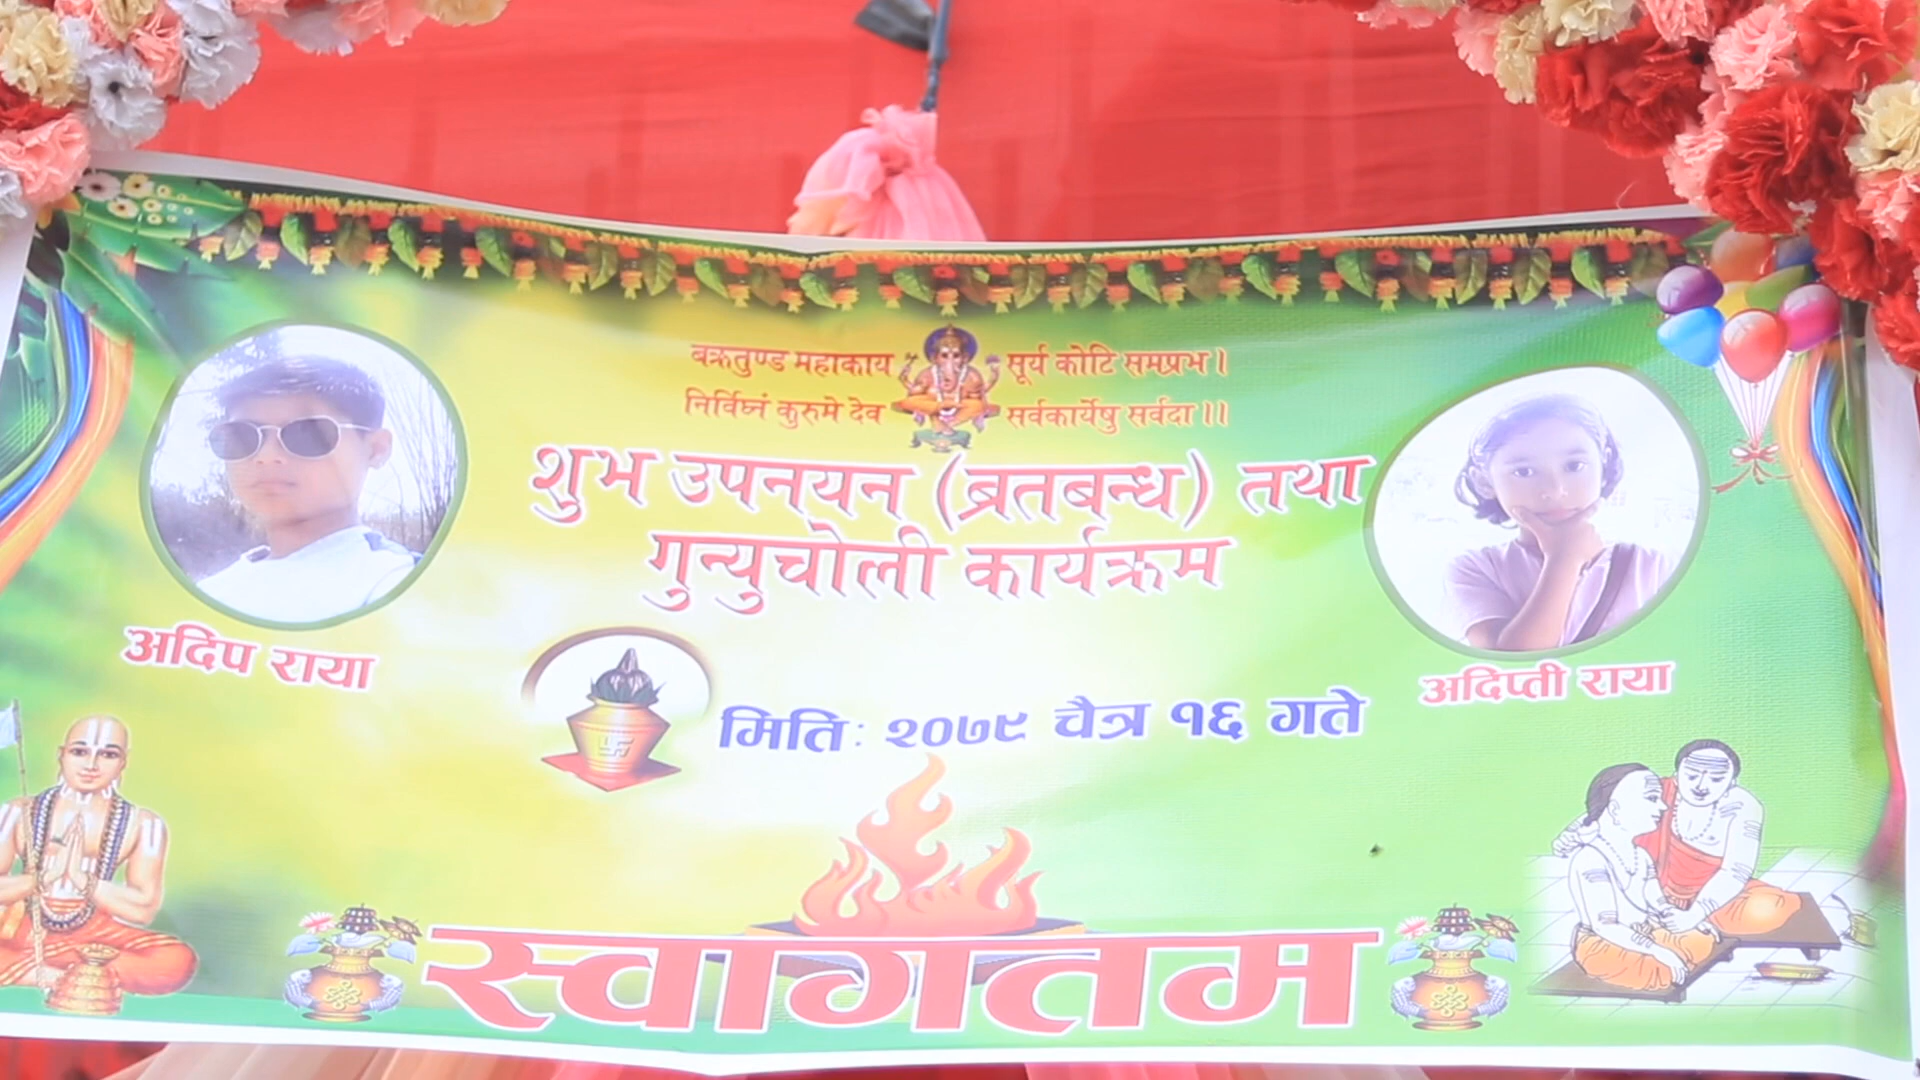 बक्रतुण्ड महाकाय सूर्य कोटि समप्रभ।
निर्विघ्नं कुरुमे देव सर्वकार्येषु सर्वदा।।
शुभ उपनयन (ब्रतबन्ध) तथा
गुन्युचोली कार्यक्रम
अदिप राया
अदिप्ती राया
मितिः २०७९ चैत्र १६ गते
स्वागतम